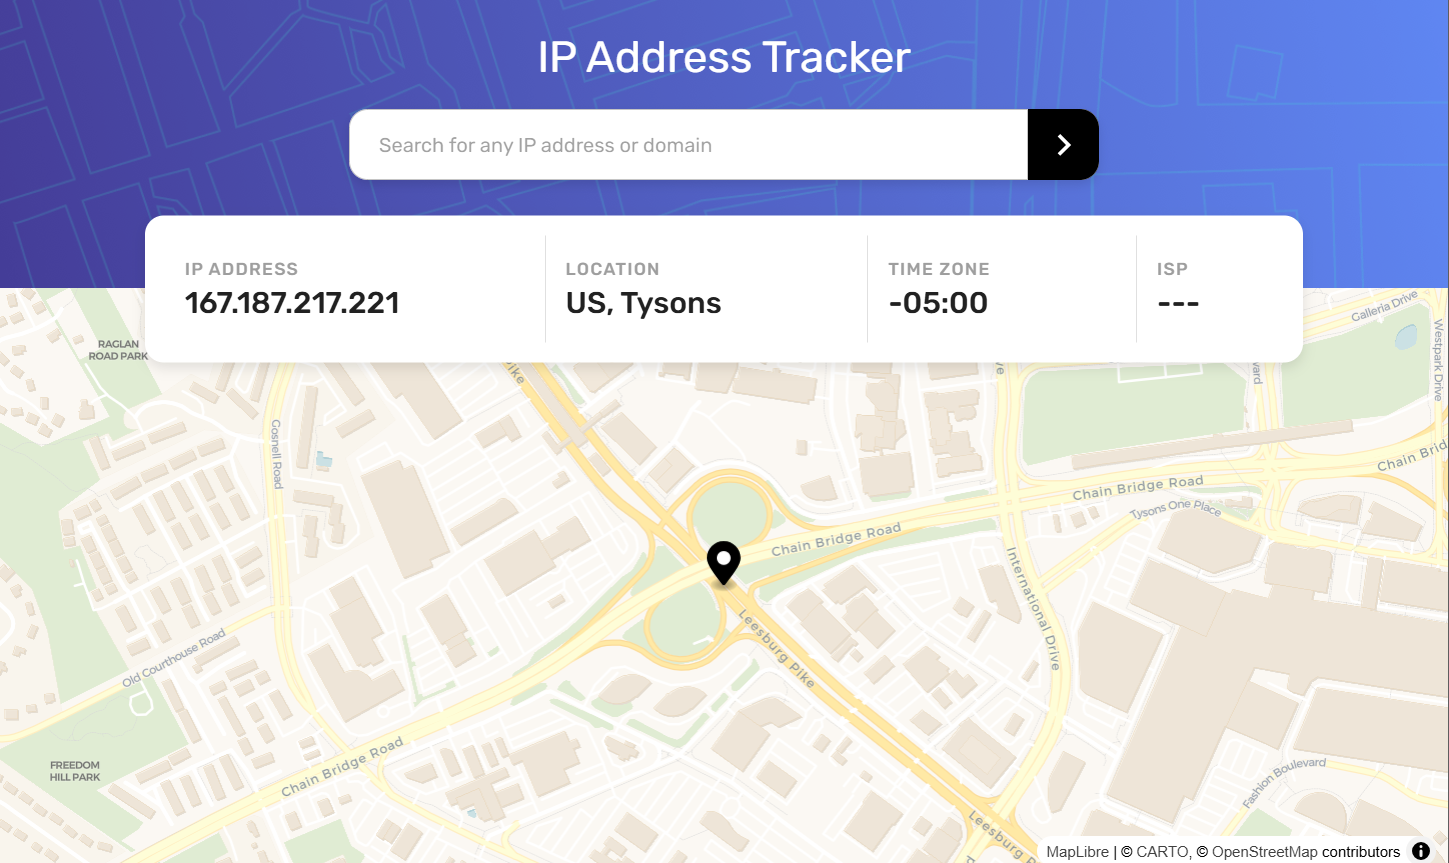 IP Address Tracker
Search for any IP address or domain
IP ADDRESS
167.187.217.221
LOCATION
US, Tysons
TIME ZONE
-05:00
ISP
---
Galleria Drive
Westpark Drive
RAGLAN
ROAD PARK
Pike
Gosnell Road
Chain Bridge Road
Chain Brid
Tysons One Place
Chain Bridge Road
International Drive
Leesburg Pike
Old Courthouse Road
Chain Bridge Road
FREEDOM
HILL PARK
Fashion Boulevard
Leesburg P
MapLibre | © CARTO, © OpenStreetMap contributors